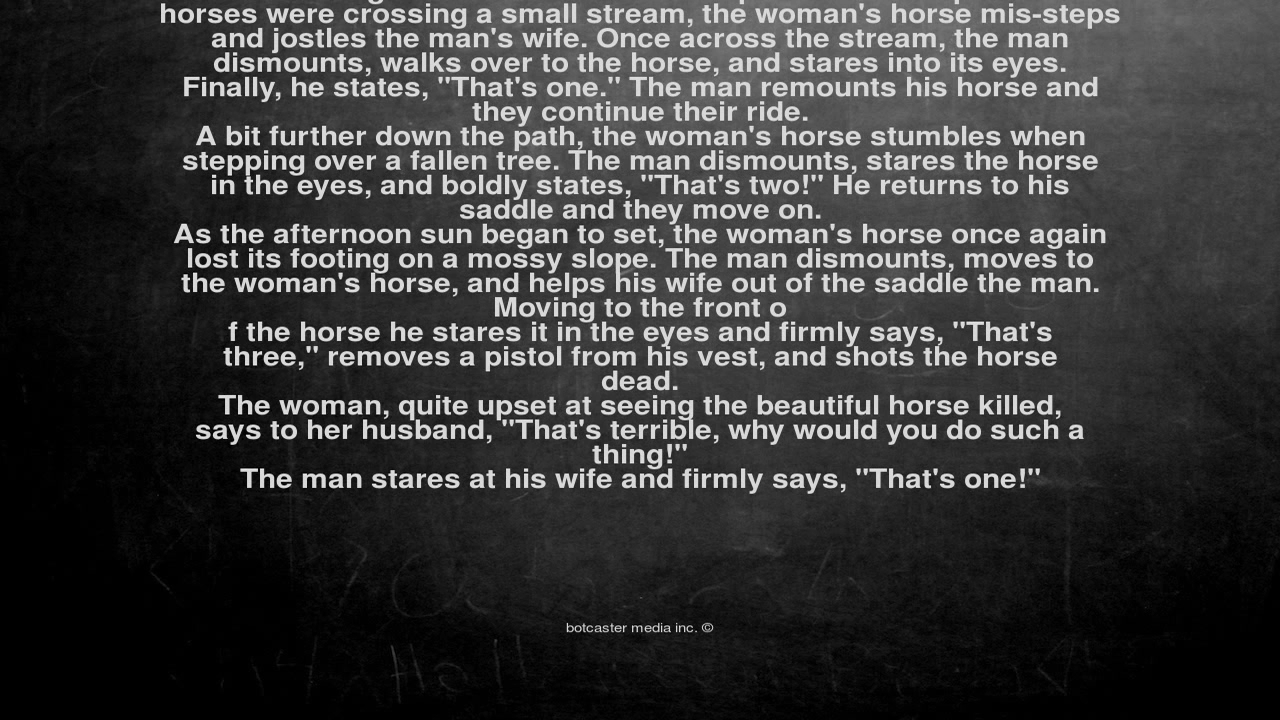 horses were crossing a small stream, the woman's horse mis-steps
and jostles the man's wife. Once across the stream, the man
dismounts, walks over to the horse, and stares into its eyes.
Finally, he states, "That's one." The man remounts his horse and
they continue their ride.
A bit further down the path, the woman's horse stumbles when
stepping over a fallen tree. The man dismounts, stares the horse
in the eyes, and boldly states, "That's two!" He returns to his
saddle and they move on.
As the afternoon sun began to set, the woman's horse once again
lost its footing on a mossy slope. The man dismounts, moves to
the woman's horse, and helps his wife out of the saddle the man.
Moving to the front o
f the horse he stares it in the eyes and firmly says, "That's
three," removes a pistol from his vest, and shots the horse
dead.
The woman, quite upset at seeing the beautiful horse killed,
says to her husband, "That's terrible, why would you do such a
thing!"
The man stares at his wife and firmly says, "That's one!"
botcaster media inc. ©